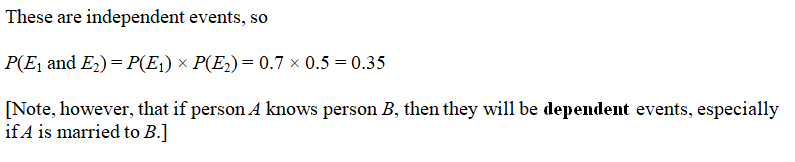 These are independent events, so
P(E₁ and E₂) = P(E₁) × P(E₂) = 0.7 × 0.5 = 0.35
[Note, however, that if person A knows person B, then they will be dependent events, especially
if A is married to B.]